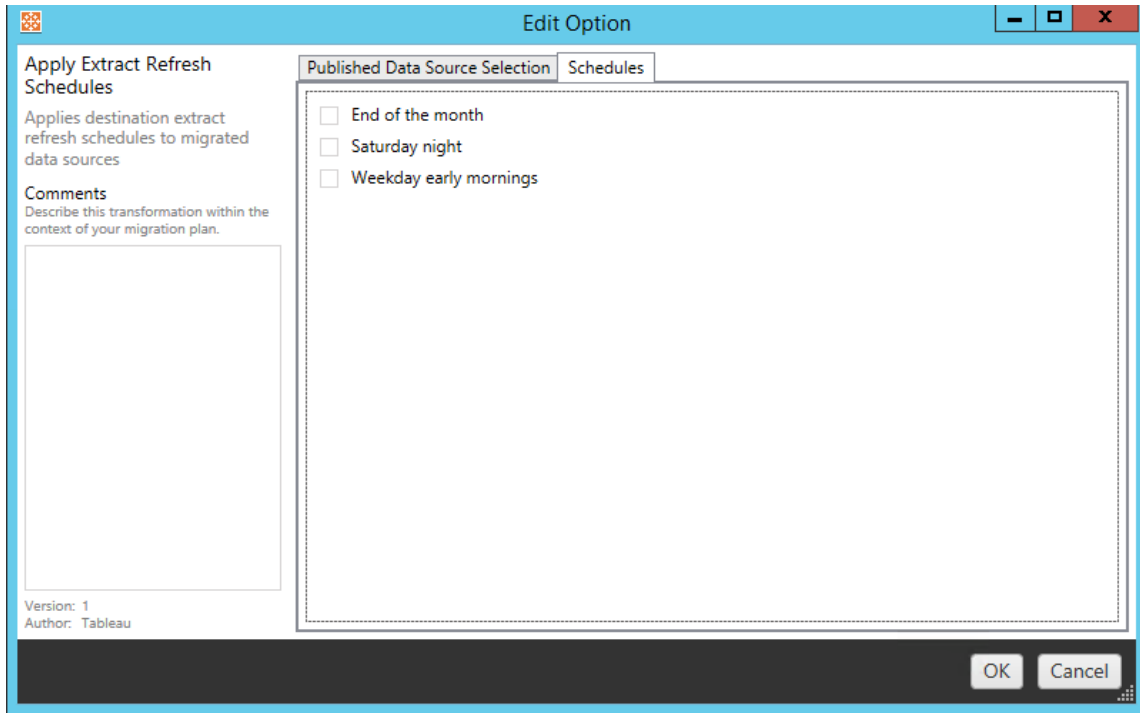 Edit Option
X
Apply Extract Refresh
Schedules
Applies destination extract
refresh schedules to migrated
data sources
Comments
Describe this transformation within the
context of your migration plan.
Version: 1
Author: Tableau
Published Data Source Selection
Schedules
End of the month
Saturday night
Weekday early mornings
OK
Cancel